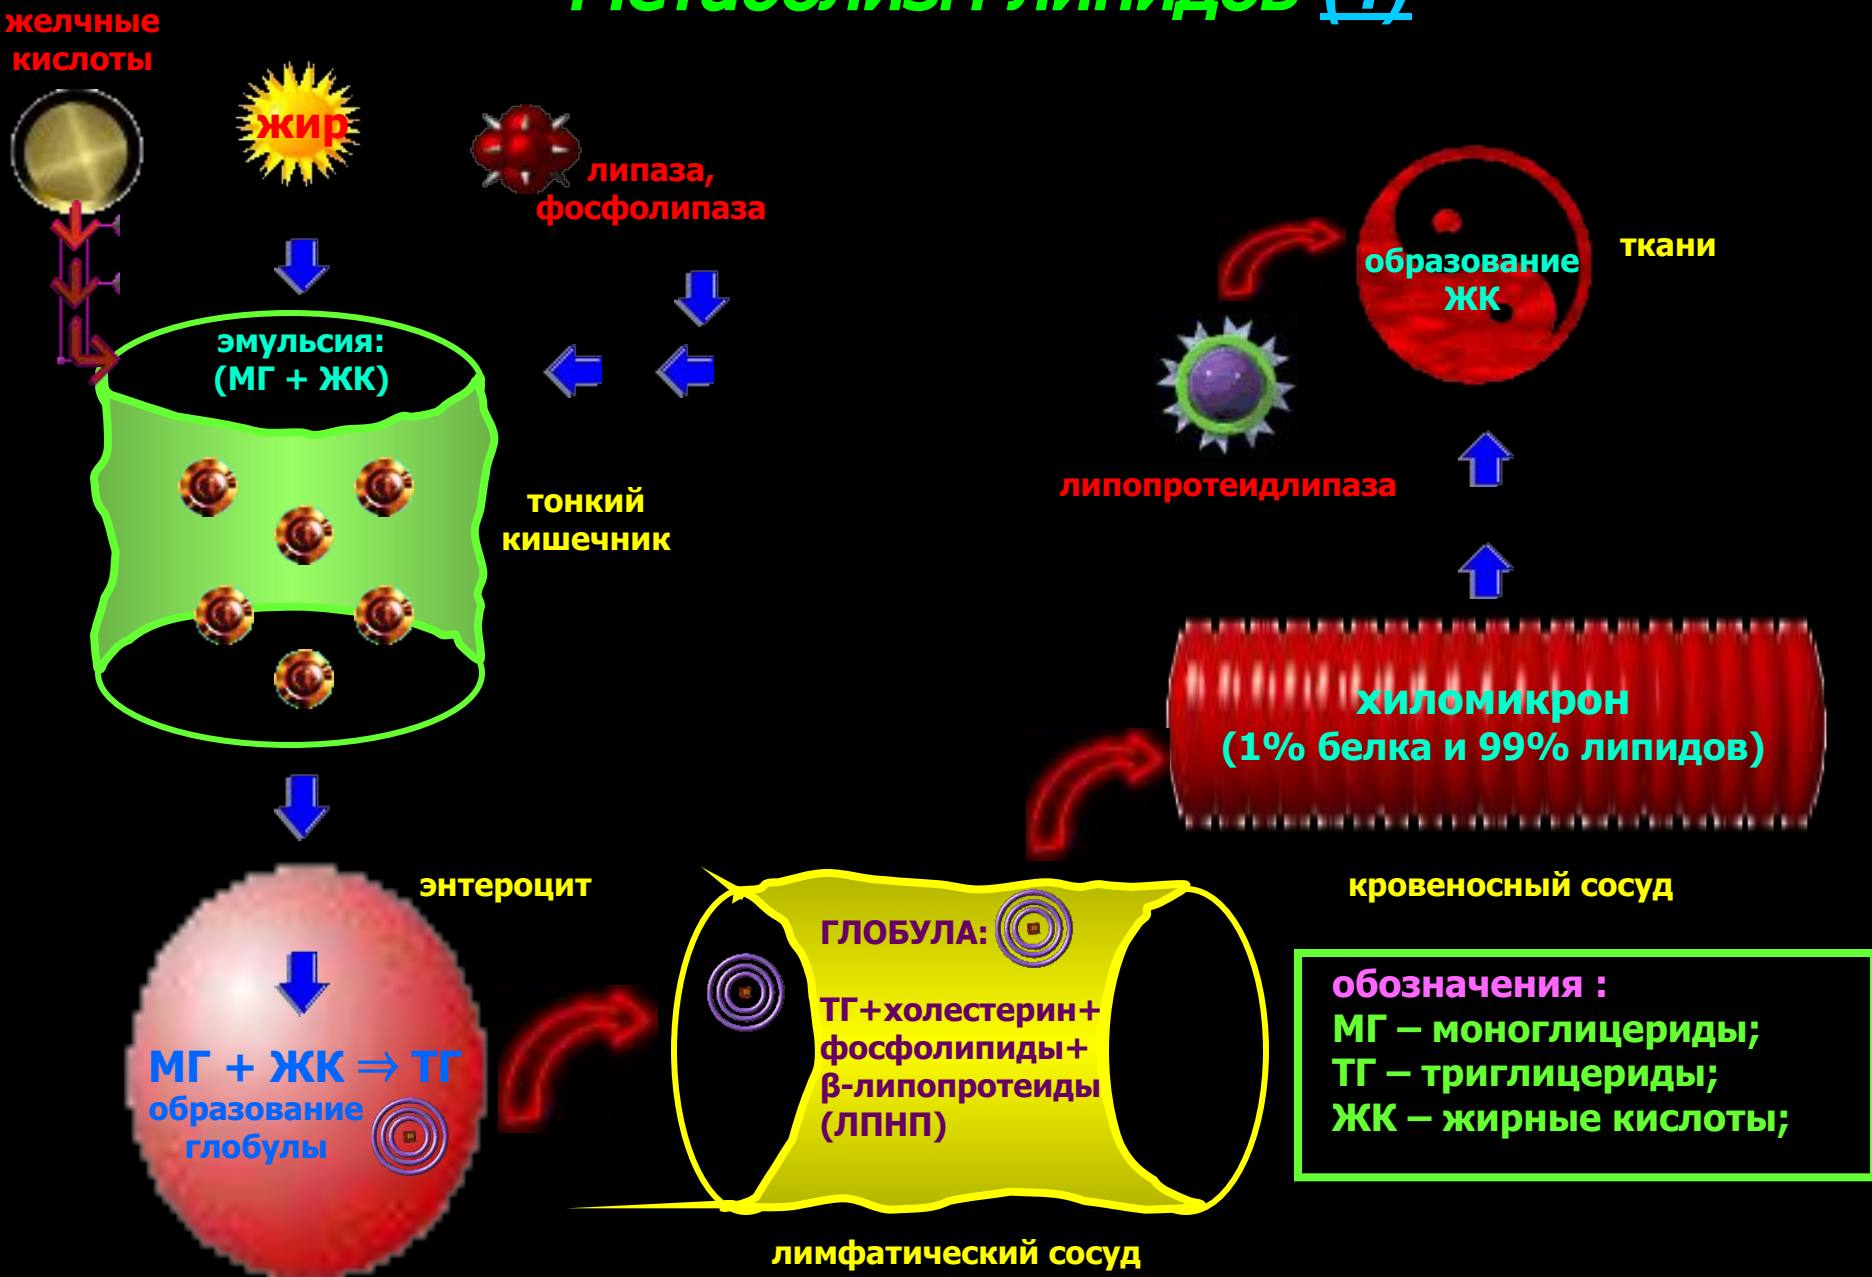 Метаболизм липидов
желчные
кислоты
жир
липаза,
фосфолипаза
эмульсия:
(МГ + ЖК)
тонкий
кишечник
энтероцит
МГ + ЖК ⇒ ТГ
образование
глобулы
ГЛОБУЛА:
ТГ+холестерин+
фосфолипиды+
β-липопротеиды
(ЛПНП)
лимфатический сосуд
образование
ЖК
ткани
липопротеидлипаза
хиломикрон
(1% белка и 99% липидов)
кровеносный сосуд
обозначения :
МГ – моноглицериды;
ТГ – триглицериды;
ЖК – жирные кислоты;